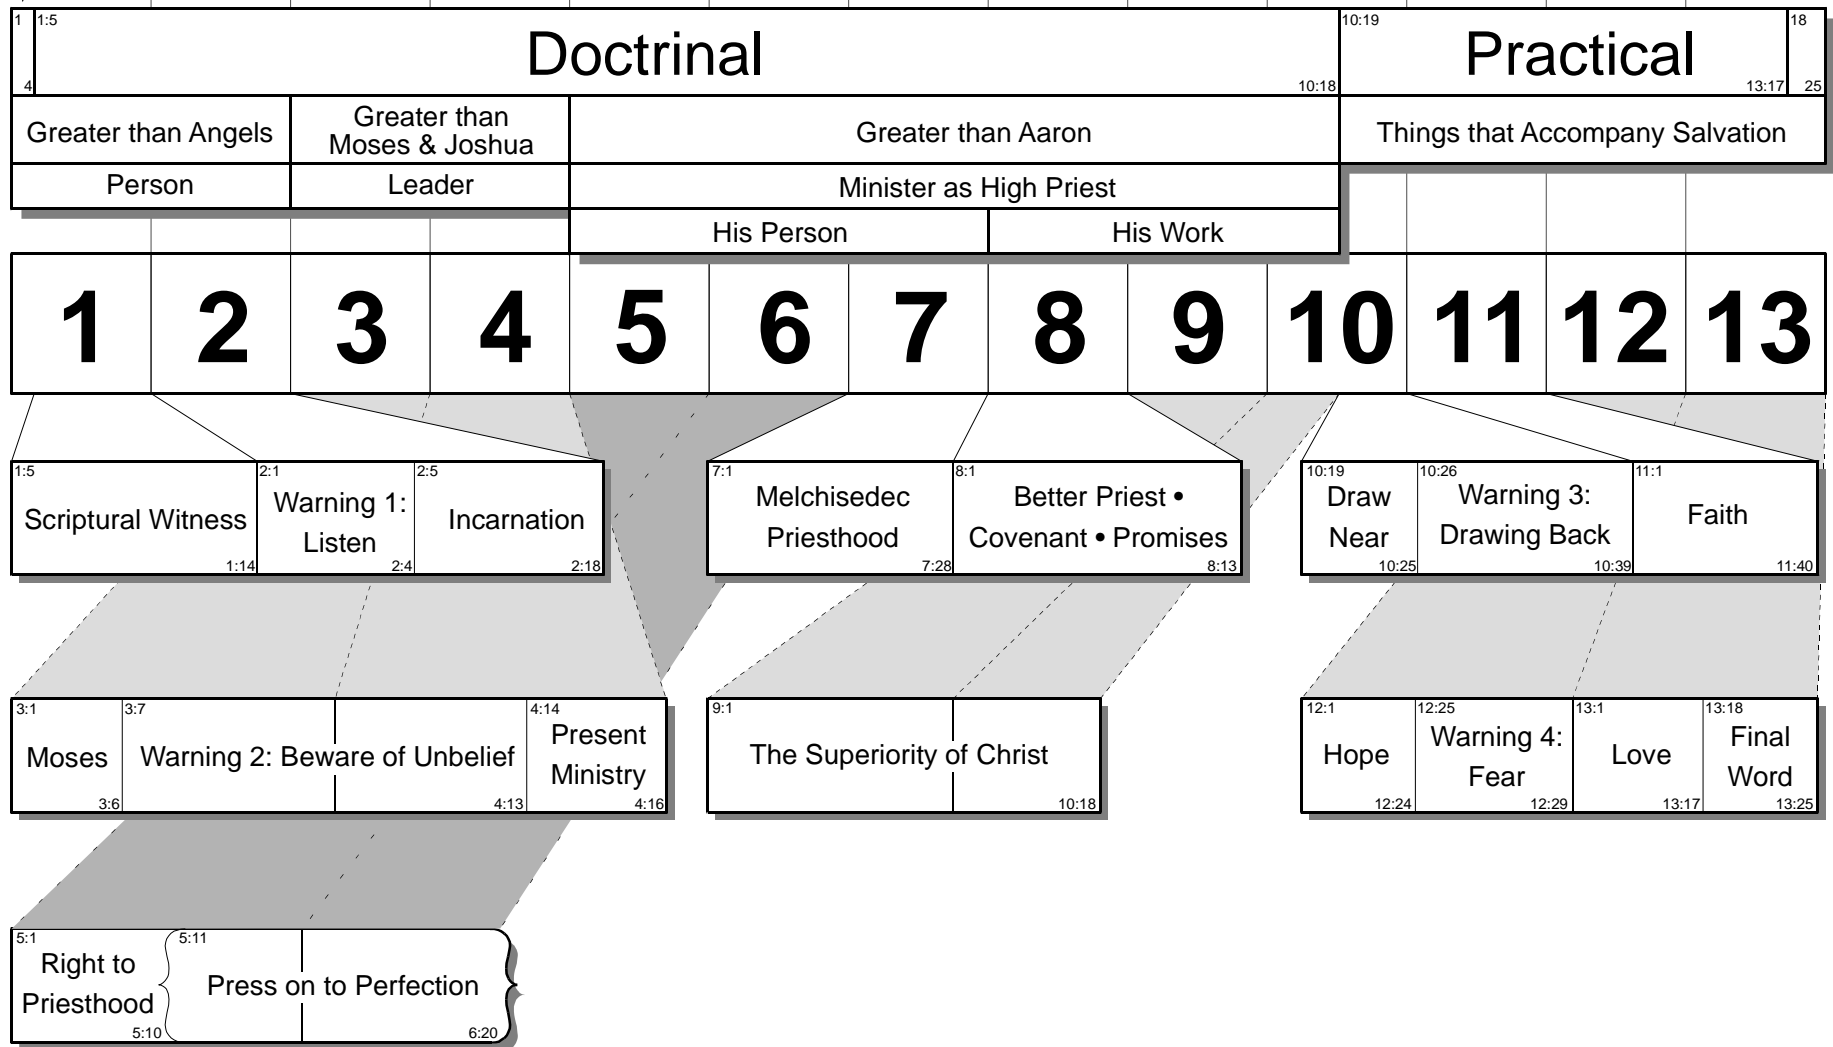 1
1:5
Doctrinal
4
10:18
10:19
Practical
13:17
18
25
Greater than Angels
Greater than
Moses & Joshua
Greater than Aaron
Things that Accompany Salvation
Person
Leader
Minister as High Priest
His Person
His Work
1 2 3 4 5 6 7 8 9 10 11 12 13
1:5
Scriptural Witness
1:14
2:1
Warning 1:
Listen
2:4
2:5
Incarnation
2:18
7:1
Melchisedec
Priesthood
7:28
8:1
Better Priest •
Covenant • Promises
8:13
10:19
Draw
Near
10:25
10:26
Warning 3:
Drawing Back
10:39
11:1
Faith
11:40
3:1
Moses
3:6
3:7
Warning 2: Beware of Unbelief
4:13
4:14
Present
Ministry
4:16
9:1
The Superiority of Christ
10:18
12:1
Hope
12:24
12:25
Warning 4:
Fear
12:29
13:1
Love
13:17
13:18
Final
Word
13:25
5:1
Right to
Priesthood
5:10
5:11
Press on to Perfection
6:20